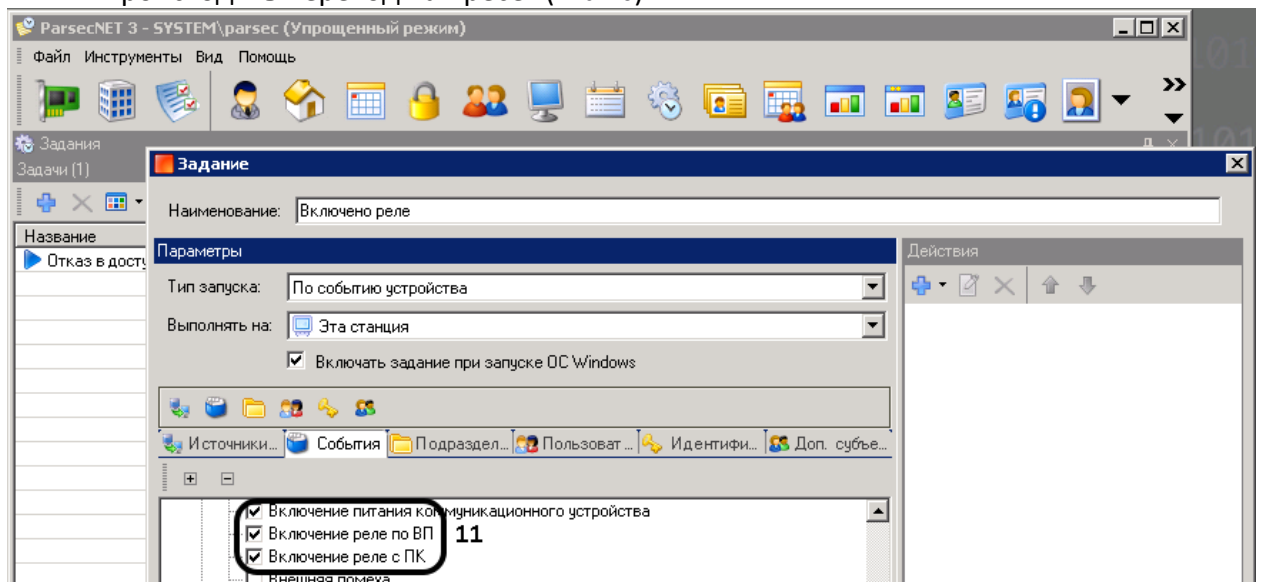 ParsecNET 3 - SYSTEM\parsec (Упрощенный режим)
Файл Инструменты Вид Помощь
Задания
Задачи (1)
Задание
Наименование: Включено реле
Название
Отказ в досту
Параметры
Действия
Тип запуска: По событию устройства
Выполнять на: Эта станция
Включать задание при запуске ОС Windows
Источники... События Подраздел... Пользоват ... Идентифи... Доп. субъе...
Включение питания коммуникационного устройства
Включение реле по ВП 11
Включение реле с ПК
Внешняя помеха